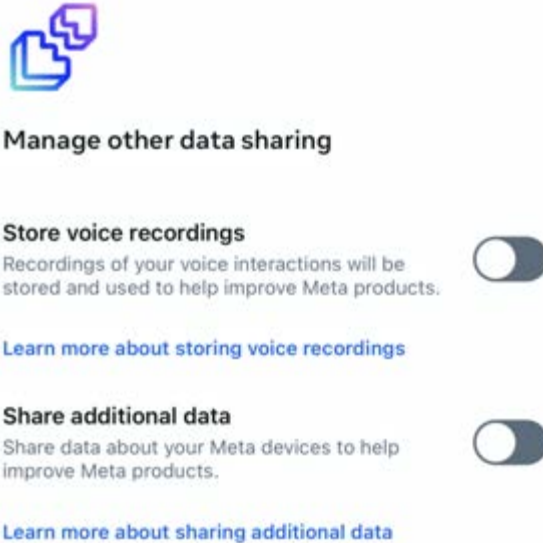 Manage other data sharing
Store voice recordings
Recordings of your voice interactions will be
stored and used to help improve Meta products.
Learn more about storing voice recordings
Share additional data
Share data about your Meta devices to help
improve Meta products.
Learn more about sharing additional data